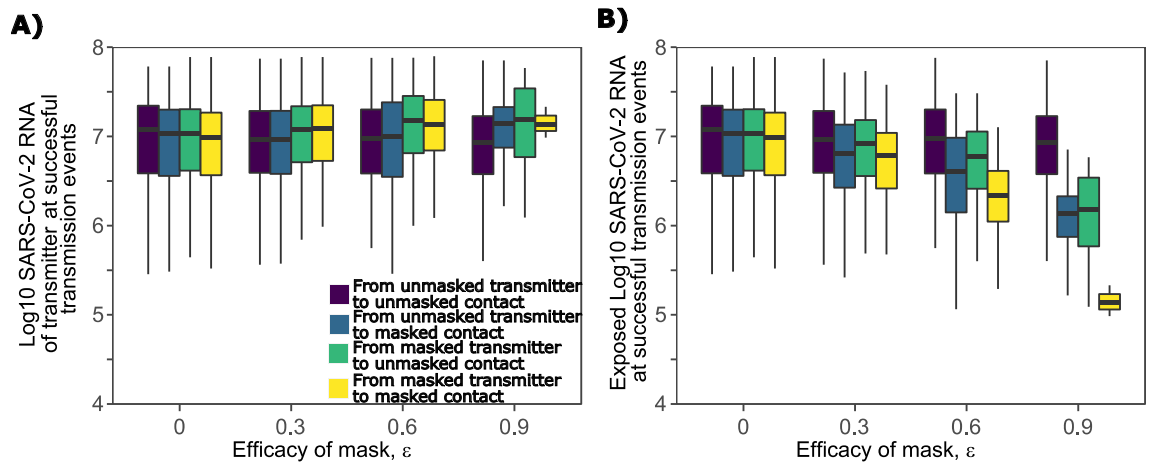 A)
Log10 SARS-CoV-2 RNA
of transmitter at successful
transmission events
8
7
6
5
4
From unmasked transmitter
to unmasked contact
From unmasked transmitter
to masked contact
From masked transmitter
to unmasked contact
From masked transmitter
to masked contact
0 0.3 0.6 0.9
Efficacy of mask, ε
B)
Exposed Log10 SARS-CoV-2 RNA
at successful transmission events
8
7
6
5
4
0 0.3 0.6 0.9
Efficacy of mask, ε